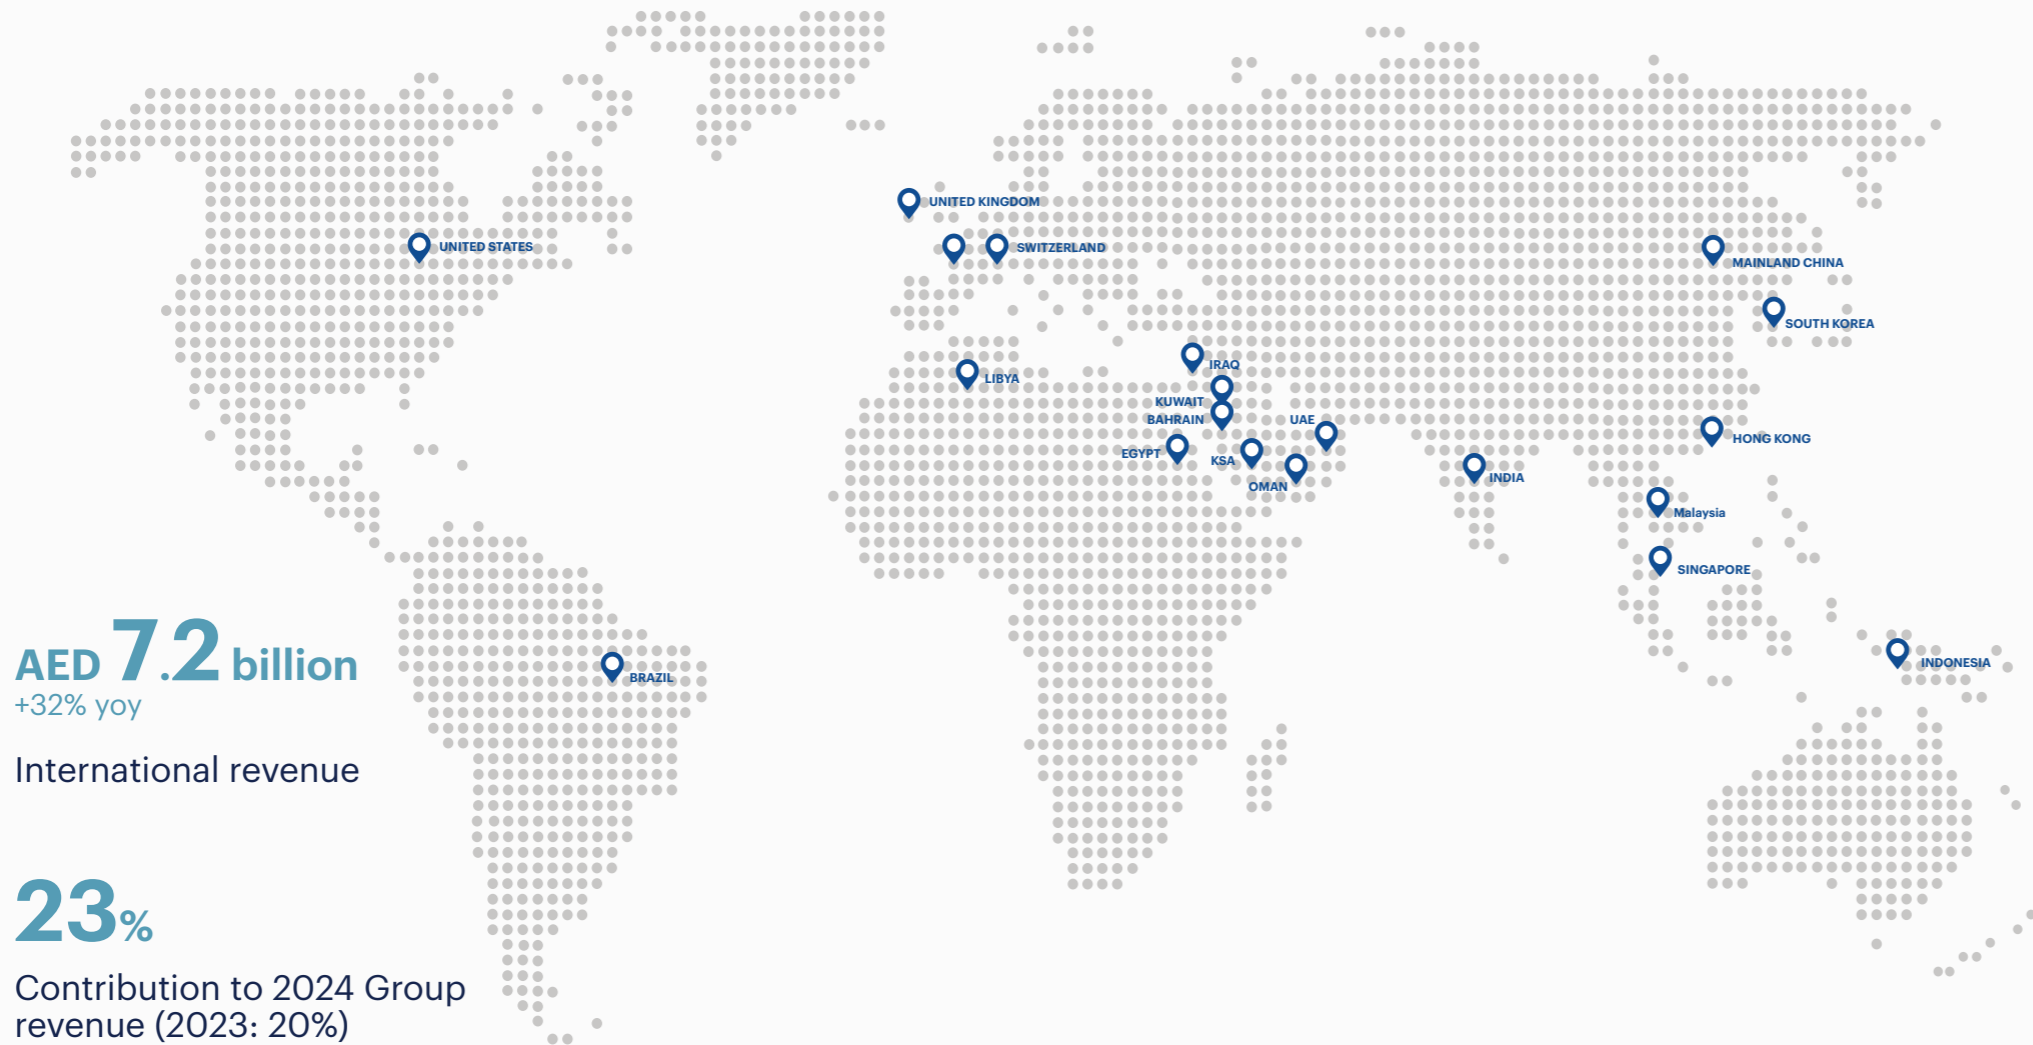 UNITED KINGDOM
UNITED STATES
SWITZERLAND
MAINLAND CHINA
SOUTH KOREA
IRAQ
LIBYA
KUWAIT
BAHRAIN
UAE
HONG KONG
EGYPT
KSA
INDIA
OMAN
Malaysia
SINGAPORE
AED 7.2 billion
+32% yoy
BRAZIL
INDONESIA
International revenue
23%
Contribution to 2024 Group
revenue (2023: 20%)